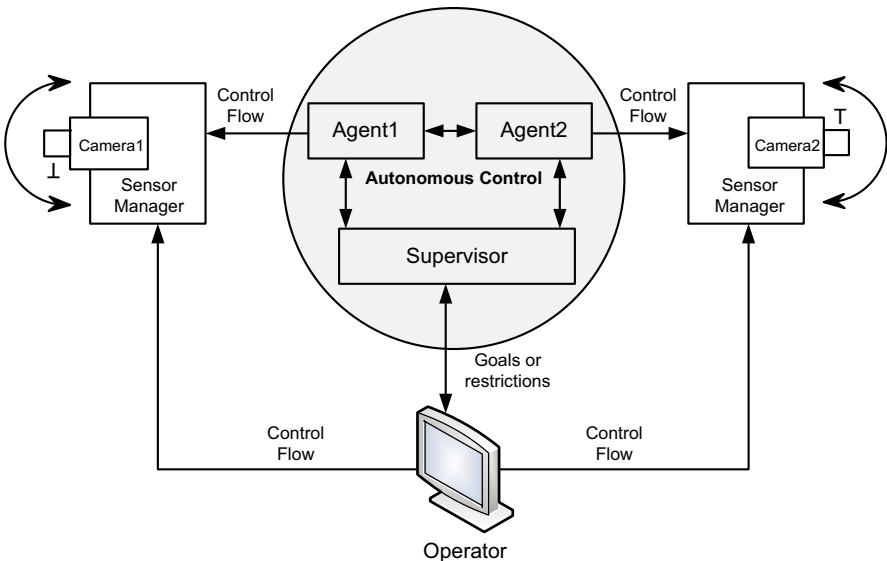 Control
Flow
Camera1
Sensor
Manager
Agent1
Agent2
Autonomous Control
Supervisor
Control
Flow
Camera2
T
Sensor
Manager
Goals or
restrictions
Control
Flow
Control
Flow
Operator